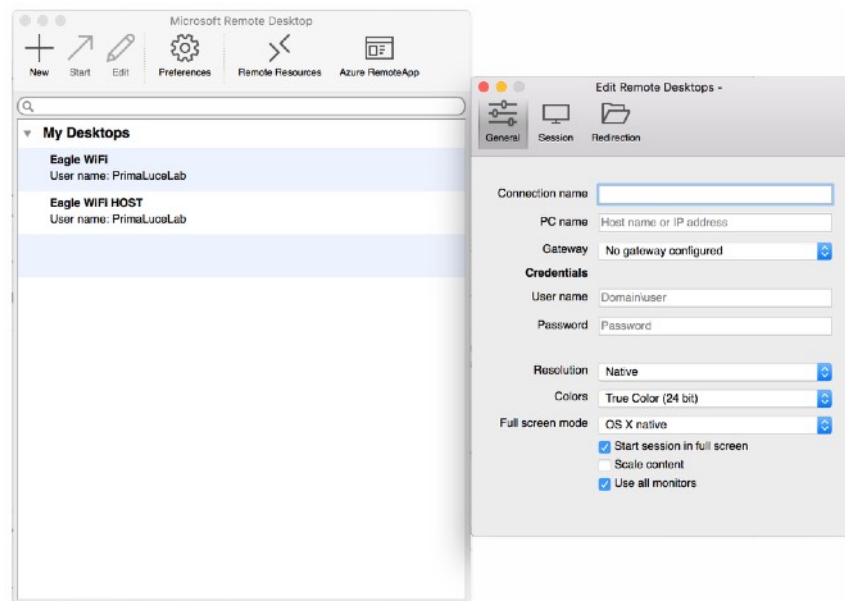 Microsoft Remote Desktop
New Start Edit Preferences Remote Resources Azure RemoteApp
My Desktops
Eagle WiFi
User name: PrimaLuceLab
Eagle WiFi HOST
User name: PrimaLuceLab
Edit Remote Desktops -
General Session Redirection
Connection name
PC name Host name or IP address
Gateway No gateway configured
Credentials
User name Domain\user
Password Password
Resolution Native
Colors True Color (24 bit)
Full screen mode OS X native
Start session in full screen
Scale content
Use all monitors